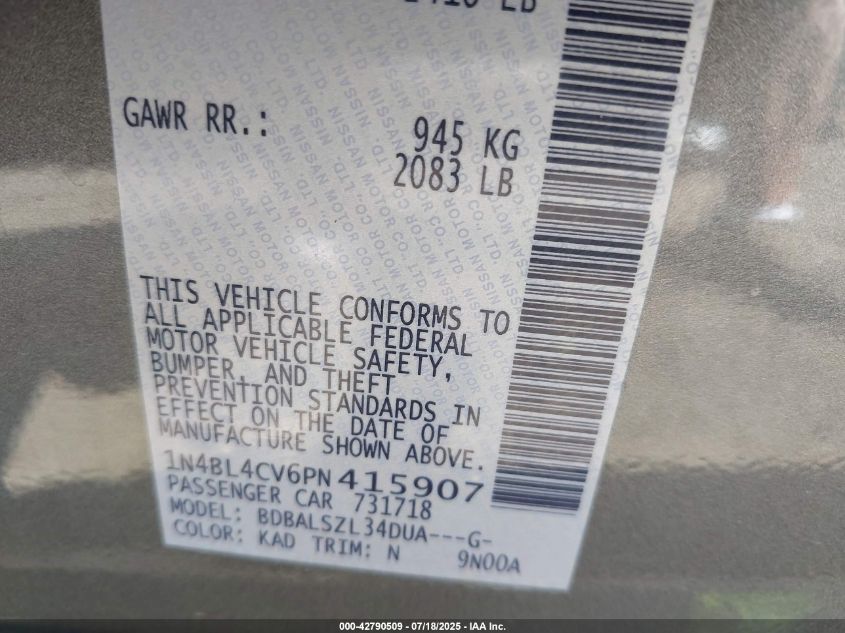 LB
GAWR RR.: 945 KG
2083 LB
THIS VEHICLE CONFORMS TO
ALL APPLICABLE FEDERAL
MOTOR VEHICLE SAFETY,
BUMPER, AND THEFT
PREVENTION STANDARDS IN
EFFECT ON THE DATE OF
MANUFACTURE SHOWN ABOVE.
1N4BL4CV6PN415907
PASSENGER CAR 731718
MODEL: BDBALSZL34DUA---G-
COLOR: KAD TRIM: N 9N00A
000-42790509 - 07/18/2025 - IAA Inc.